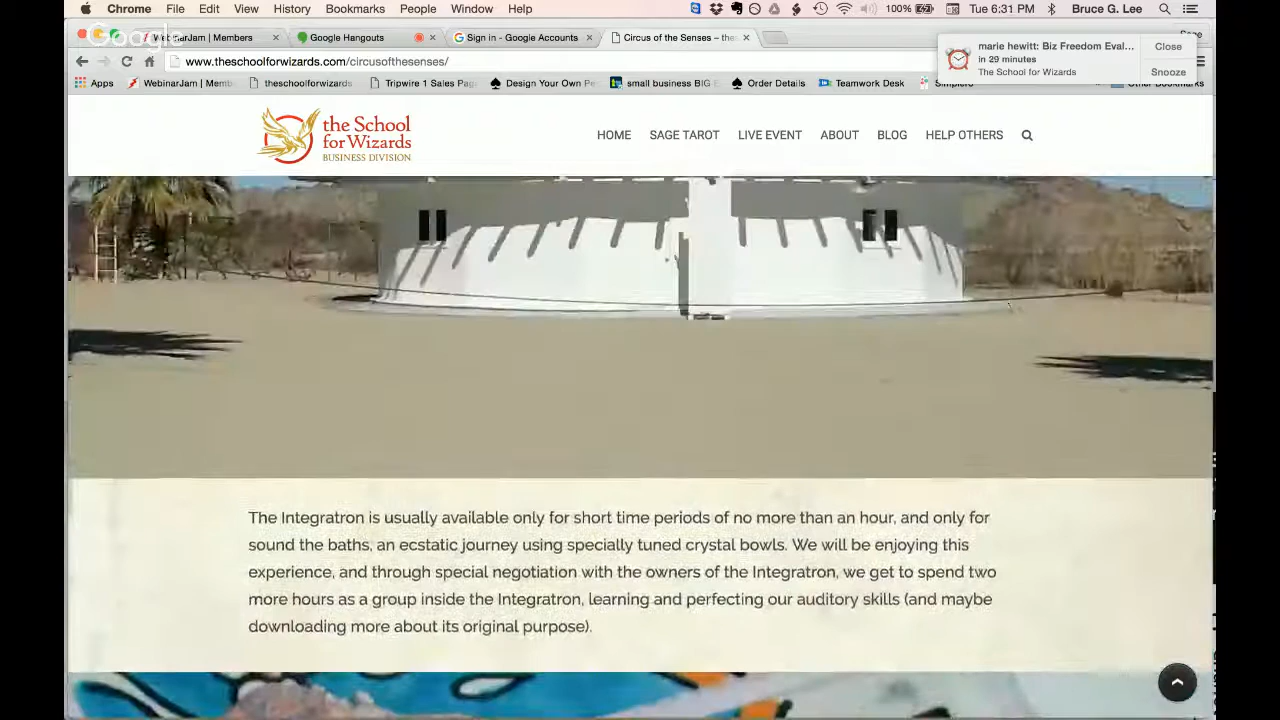 Chrome File Edit View History Bookmarks People Window Help 100% Tue 6:31 PM Bruce G. Lee
Google
WebinarJam | Members Google Hangouts Sign in - Google Accounts Circus of the Senses – the
www.theschoolforwizards.com/circusofthesenses/
Apps WebinarJam | Memb theschoolforwizards Tripwire 1 Sales Pag Design Your Own Pe small business BIG E Order Details Teamwork Desk Simplero Other Bookmarks
marie hewitt: Biz Freedom Eval... Close
in 29 minutes
The School for Wizards Snooze
the School
for Wizards
BUSINESS DIVISION
HOME SAGE TAROT LIVE EVENT ABOUT BLOG HELP OTHERS
The Integratron is usually available only for short time periods of no more than an hour, and only for
sound the baths, an ecstatic journey using specially tuned crystal bowls. We will be enjoying this
experience, and through special negotiation with the owners of the Integratron, we get to spend two
more hours as a group inside the Integratron, learning and perfecting our auditory skills (and maybe
downloading more about its original purpose).